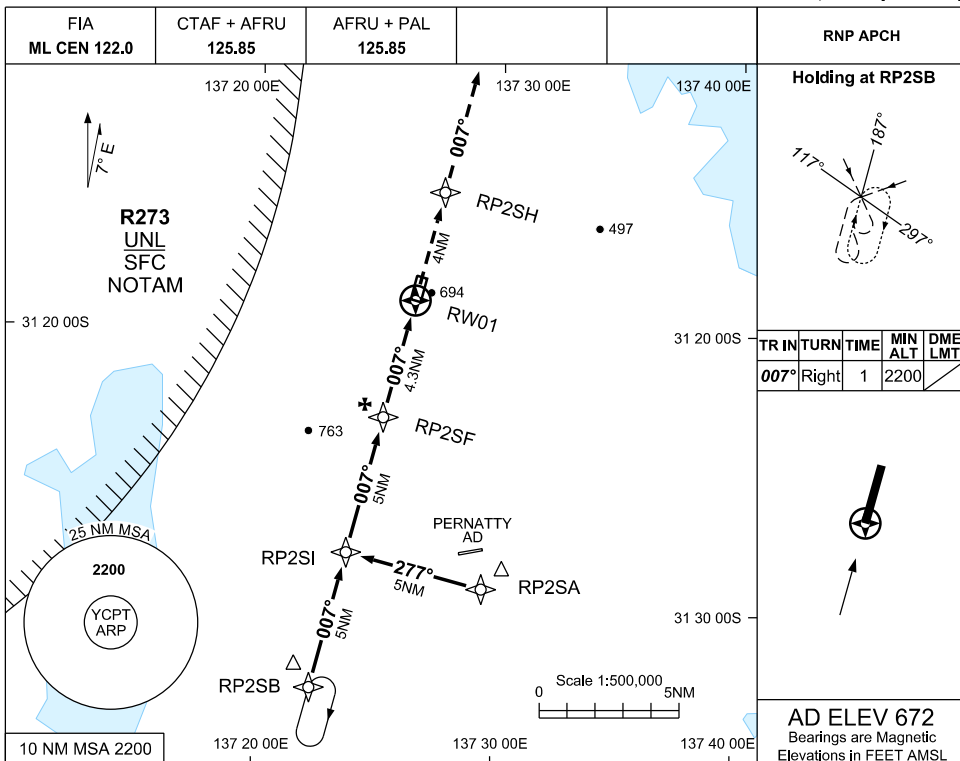 FIA
ML CEN 122.0
CTAF + AFRU
125.85
AFRU + PAL
125.85
RNP APCH
137 20 00E
137 30 00E
137 40 00E
7° E
R273
UNL
SFC
NOTAM
007°
RP2SH
497
4NM
694
RW01
31 20 00S
31 20 00S
007°
4.3NM
RP2SF
763
007°
5NM
PERNATTY
AD
RP2SI
277°
5NM
RP2SA
25 NM MSA
2200
YCPT
ARP
007°
5NM
31 30 00S
RP2SB
Scale 1:500,000
0
5NM
10 NM MSA 2200
137 20 00E
137 30 00E
137 40 00E
Holding at RP2SB
187°
117°
297°
TR IN TURN TIME MIN ALT DME LMT
007° Right 1 2200
AD ELEV 672
Bearings are Magnetic
Elevations in FEET AMSL